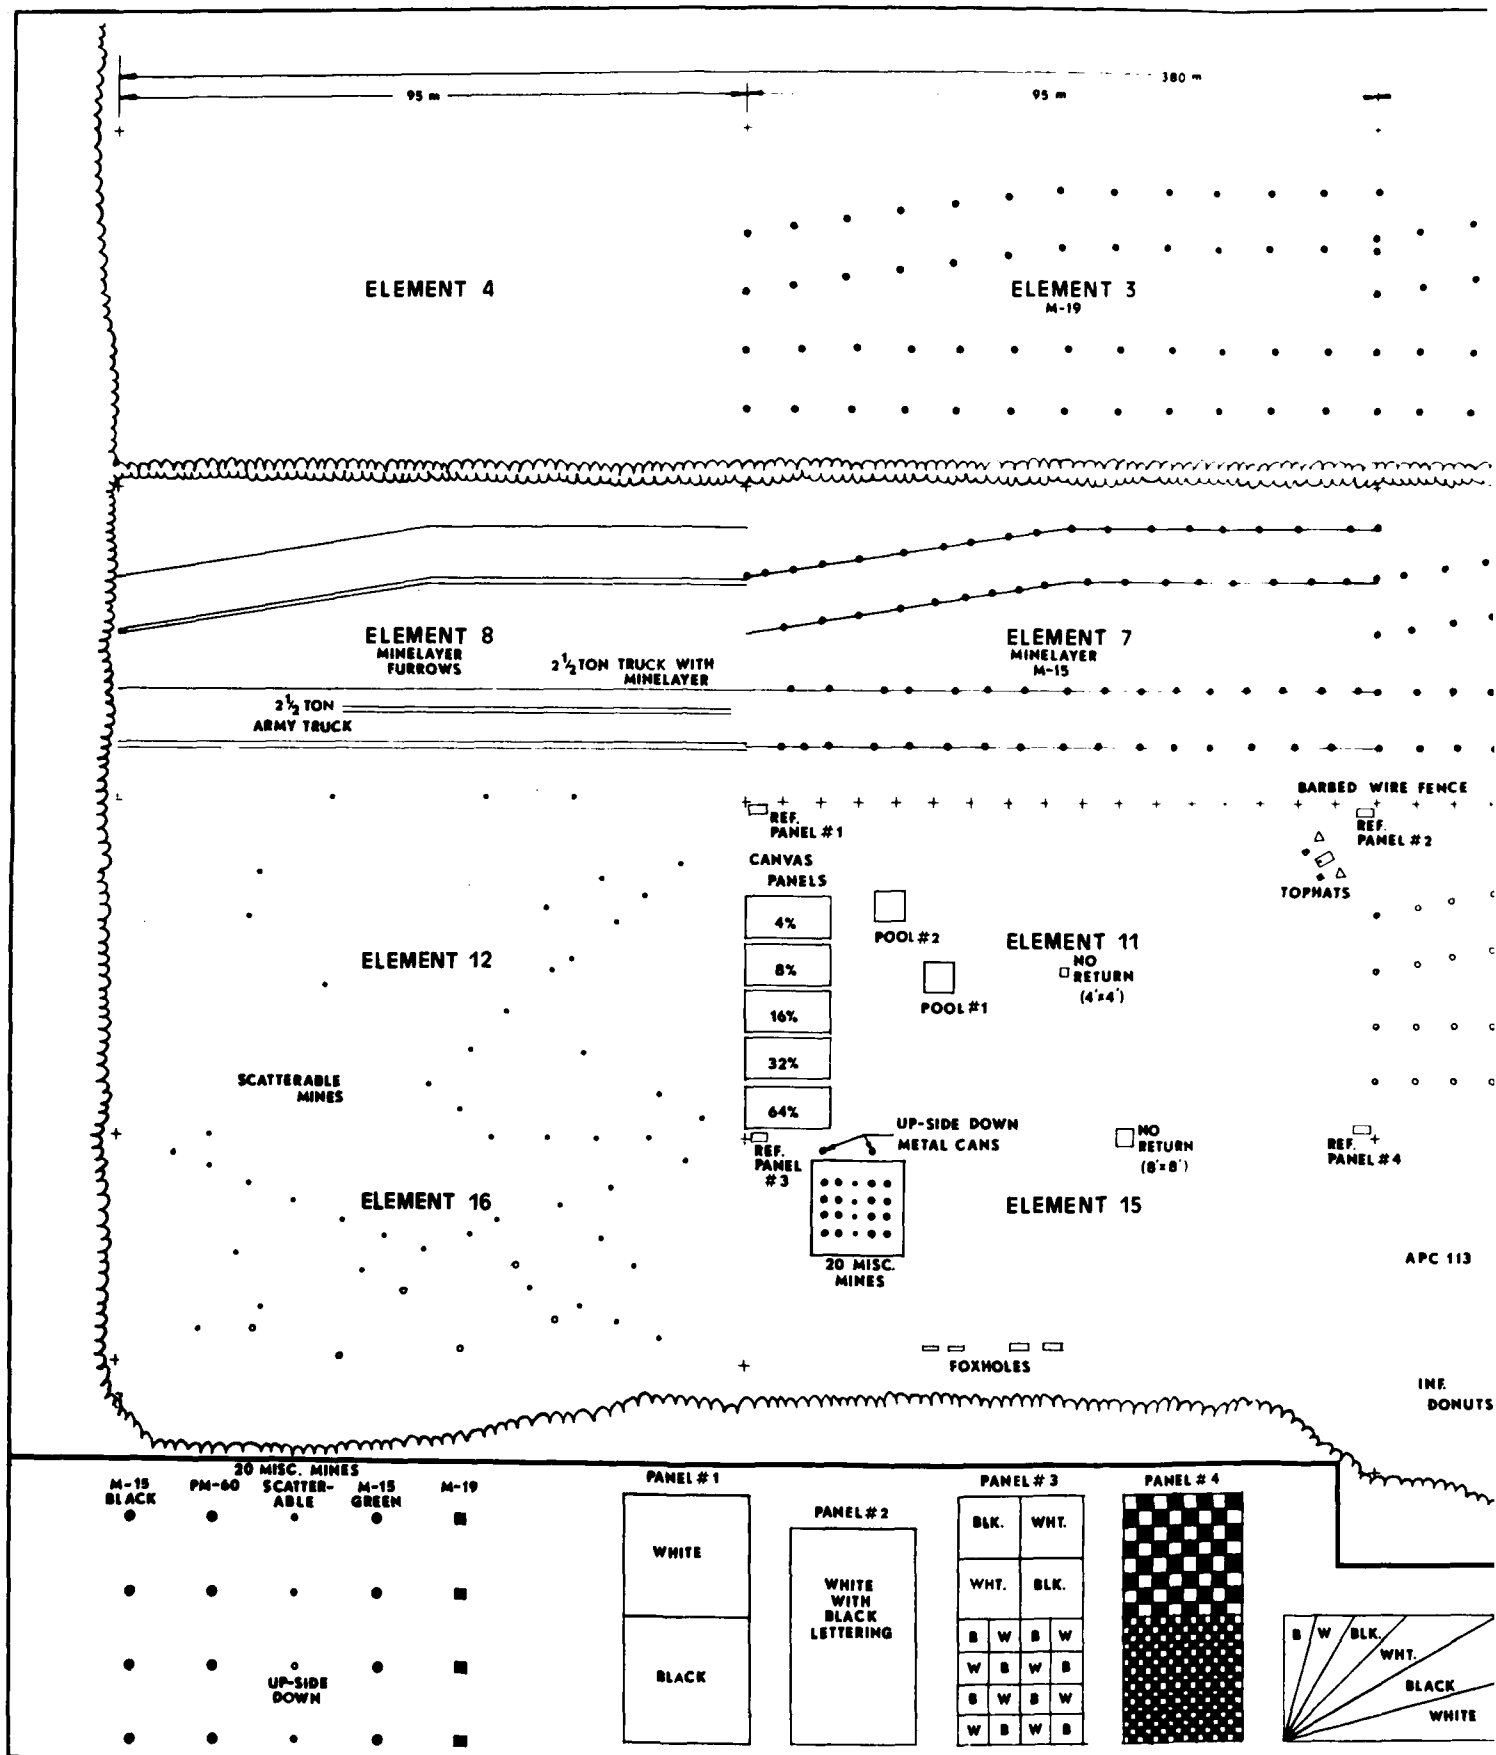 380 m
95 m
95 m
ELEMENT 4
ELEMENT 3
M-19
ELEMENT 8
MINELAYER
FURROWS
2 1/2 TON TRUCK WITH
MINELAYER
ELEMENT 7
MINELAYER
M-15
2 1/2 TON
ARMY TRUCK
BARBED WIRE FENCE
REF.
PANEL #1
REF.
PANEL #2
CANVAS
PANELS
TOPHATS
4%
8%
16%
32%
64%
POOL #2
POOL #1
ELEMENT 11
NO
RETURN
(4'x4')
ELEMENT 12
SCATTERABLE
MINES
UP-SIDE DOWN
METAL CANS
NO
RETURN
(8'x8')
REF.
PANEL
#3
REF.
PANEL #4
ELEMENT 16
ELEMENT 15
20 MISC.
MINES
APC 113
FOXHOLES
INF.
DONUTS
20 MISC. MINES
M-15
BLACK
PM-60
SCATTER-
ABLE
M-15
GREEN
M-19
UP-SIDE
DOWN
PANEL #1
WHITE
BLACK
PANEL #2
WHITE
WITH
BLACK
LETTERING
PANEL #3
BLK. WHT.
WHT. BLK.
B W B W
W B W B
B W B W
W B W B
PANEL #4
B W BLK.
WHT.
BLACK
WHITE